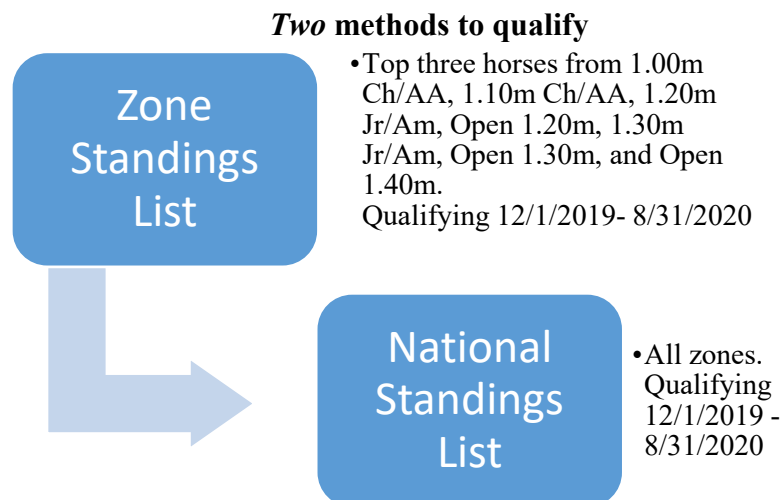 Two methods to qualify
Zone
Standings
List
•Top three horses from 1.00m
Ch/AA, 1.10m Ch/AA, 1.20m
Jr/Am, Open 1.20m, 1.30m
Jr/Am, Open 1.30m, and Open
1.40m.
Qualifying 12/1/2019- 8/31/2020
National
Standings
List
•All zones.
Qualifying
12/1/2019 -
8/31/2020